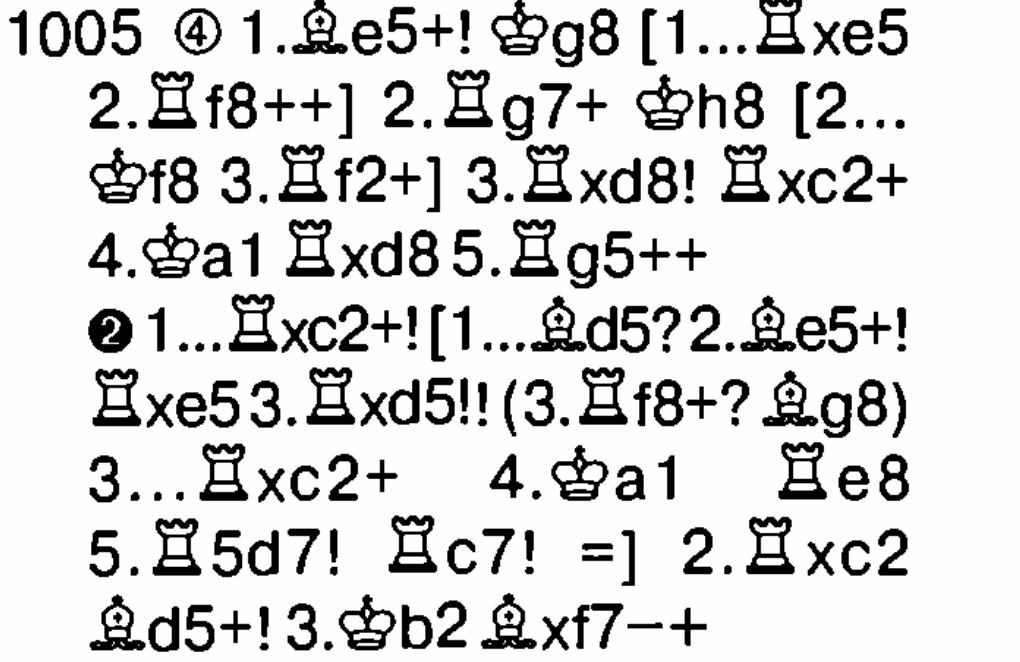 1005 ④ 1.♗e5+! ♔g8 [1...♖xe5
2.♖f8++] 2.♖g7+ ♔h8 [2...
♔f8 3.♖f2+] 3.♖xd8! ♖xc2+
4.♔a1 ♖xd8 5.♖g5++
❷ 1...♖xc2+! [1...♗d5? 2.♗e5+!
♖xe5 3.♖xd5!! (3.♖f8+? ♗g8)
3...♖xc2+ 4.♔a1 ♖e8
5.♖5d7! ♖c7! =] 2.♖xc2
♗d5+! 3.♔b2 ♗xf7−+